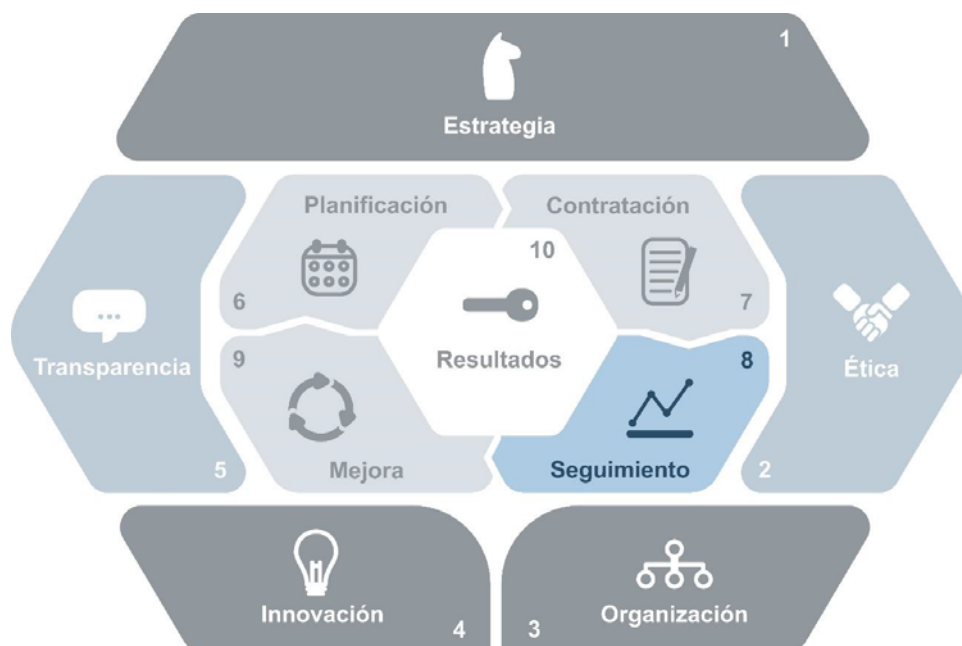 1
Estrategia
Planificación
Contratación
10
6
7
Transparencia
Resultados
Ética
9
8
Mejora
Seguimiento
5
2
Innovación
Organización
4
3